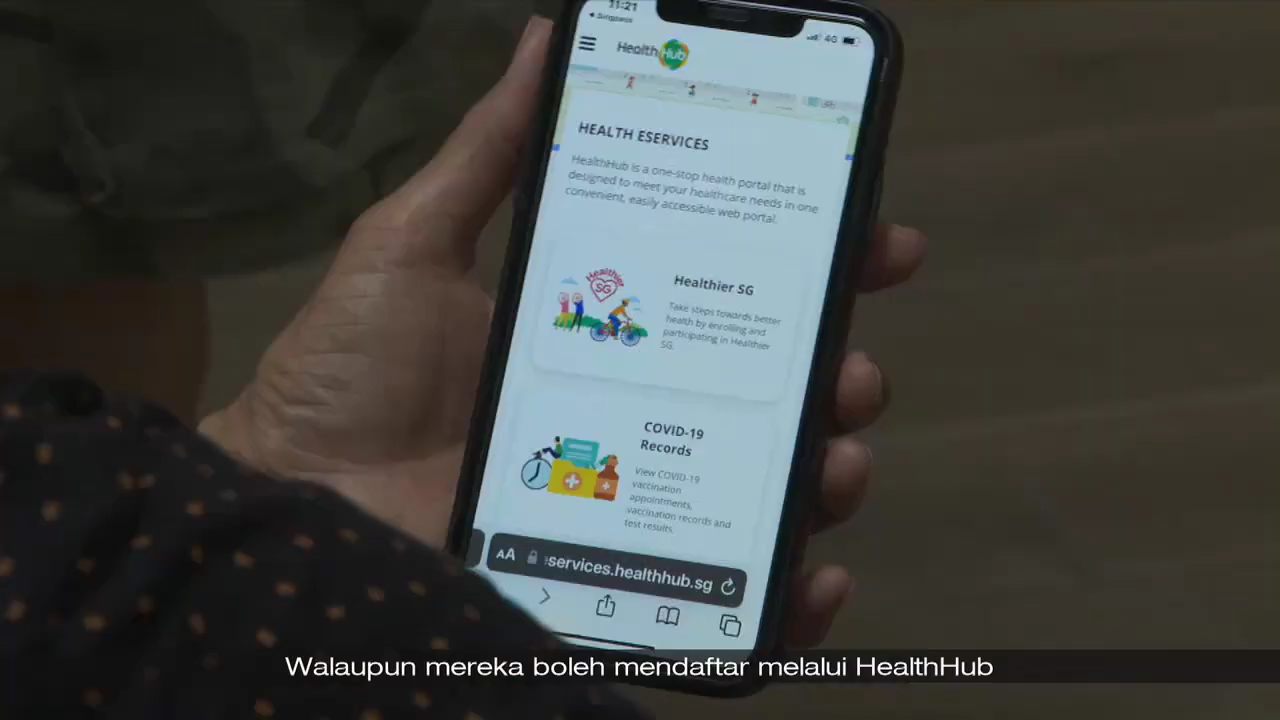 11:21
4G
HealthHub
HEALTH ESERVICES
HealthHub is a one-stop health portal that is
designed to meet your healthcare needs in one
convenient, easily accessible web portal.
Healthier
SG
Healthier SG
Take steps towards better
health by enrolling and
participating in Healthier
SG.
COVID-19
Records
View COVID-19
vaccination
appointments,
vaccination records and
test results.
AA
services.healthhub.sg
Walaupun mereka boleh mendaftar melalui HealthHub